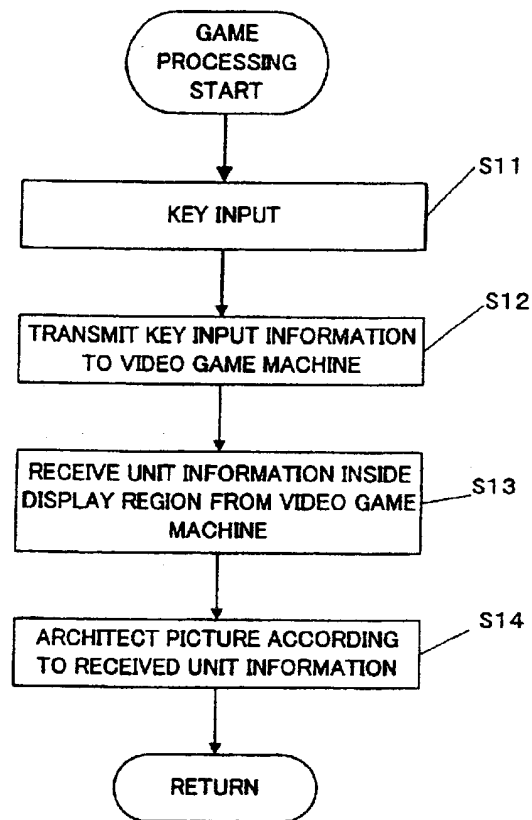 GAME
PROCESSING
START
S11
KEY INPUT
S12
TRANSMIT KEY INPUT INFORMATION
TO VIDEO GAME MACHINE
RECEIVE UNIT INFORMATION INSIDE
DISPLAY REGION FROM VIDEO GAME
MACHINE
S13
ARCHITECT PICTURE ACCORDING
TO RECEIVED UNIT INFORMATION
S14
RETURN